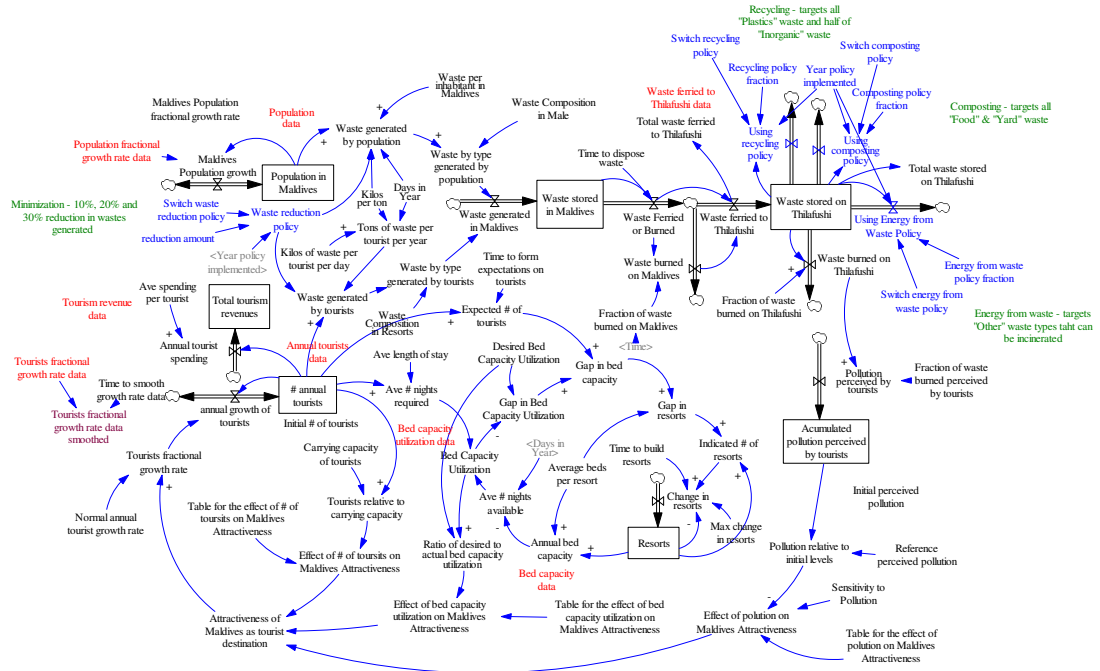 Recycling - targets all
"Plastics" waste and half of
"Inorganic" waste
Switch recycling
policy
Switch composting
policy
Recycling policy
fraction
Year policy
implemented
Composting policy
fraction
Composting - targets all
"Food" & "Yard" waste
Waste per
inhabitant in Maldives
Waste Composition
in Male
Waste ferried to
Thilafushi data
Total waste ferried
to Thilafushi
Maldives Population
fractional growth rate
Population
data
Population fractional
growth rate data
Maldives
Population growth
Population in
Maldives
Waste generated
by population
Waste by type
generated by
population
Time to dispose
waste
Using
recycling
policy
Using
composting
policy
Total waste stored
on Thilafushi
Minimization - 10%, 20% and
30% reduction in wastes
generated
Switch waste
reduction policy
reduction amount
Waste reduction
policy
<Year policy
implemented>
Kilos
per ton
Days in
Year
Tons of waste per
tourist per year
Kilos of waste per
tourist per day
Waste generated
in Maldives
Waste stored
in Maldives
Waste Ferried
or Burned
Waste ferried to
Thilafushi
Waste stored on
Thilafushi
Using Energy from
Waste Policy
Waste burned on
Maldives
Waste burned on
Thilafushi
Energy from waste
policy fraction
Switch energy from
waste policy
Fraction of waste
burned on Thilafushi
Energy from waste - targets
"Other" waste types taht can
be incinerated
Tourism revenue
data
Ave spending
per tourist
Total tourism
revenues
Annual tourist
spending
Waste generated
by tourists
Waste by type
generated by tourists
Time to form
expectations on
tourists
Waste
Composition
in Resorts
Expected # of
tourists
Annual tourists
data
Fraction of waste
burned on Maldives
<Time>
Tourists fractional
growth rate data
Time to smooth
growth rate data
Tourists fractional
growth rate data
smoothed
annual growth of
tourists
# annual
tourists
Initial # of tourists
Ave length of stay
Ave # nights
required
Desired Bed
Capacity Utilization
Gap in Bed
Capacity Utilization
Gap in bed
capacity
Gap in
resorts
Pollution
perceived by
tourists
Fraction of waste
burned perceived
by tourists
Bed capacity
utilization data
Bed Capacity
Utilization
<Days in
Year>
Average beds
per resort
Time to build
resorts
Indicated # of
resorts
Acumulated
pollution perceived
by tourists
Tourists fractional
growth rate
Carrying capacity
of tourists
Tourists relative to
carrying capacity
Ave # nights
available
Change in
resorts
Max change
in resorts
Initial perceived
pollution
Normal annual
tourist growth rate
Table for the effect of # of
toursits on Maldives
Attractiveness
Effect of # of toursits on
Maldives Attractiveness
Ratio of desired to
actual bed capacity
utilization
Annual bed
capacity
Resorts
Bed capacity
data
Pollution relative to
initial levels
Reference
perceived pollution
Attractiveness of
Maldives as tourist
destination
Effect of bed capacity
utilization on Maldives
Attractiveness
Table for the effect of bed
capacity utilization on Maldives
Attractiveness
Sensitivity to
Pollution
Effect of polution on
Maldives Attractiveness
Table for the effect of
polution on Maldives
Attractiveness